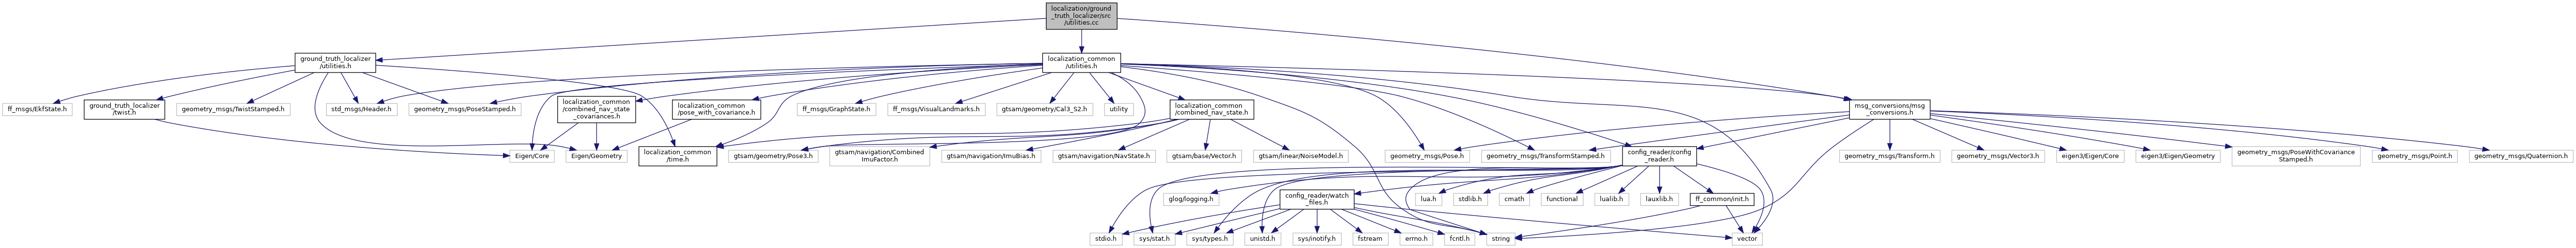 localization/ground
_truth_localizer/src
/utilities.cc
ground_truth_localizer
/utilities.h
localization_common
/utilities.h
ff_msgs/EkfState.h
ground_truth_localizer
/twist.h
geometry_msgs/TwistStamped.h
std_msgs/Header.h
geometry_msgs/PoseStamped.h
localization_common
/combined_nav_state
_covariances.h
localization_common
/pose_with_covariance.h
ff_msgs/GraphState.h
ff_msgs/VisualLandmarks.h
gtsam/geometry/Cal3_S2.h
utility
localization_common
/combined_nav_state.h
msg_conversions/msg
_conversions.h
Eigen/Core
Eigen/Geometry
localization_common
/time.h
gtsam/geometry/Pose3.h
gtsam/navigation/Combined
ImuFactor.h
gtsam/navigation/ImuBias.h
gtsam/navigation/NavState.h
gtsam/base/Vector.h
gtsam/linear/NoiseModel.h
geometry_msgs/Pose.h
geometry_msgs/TransformStamped.h
config_reader/config
_reader.h
geometry_msgs/Transform.h
geometry_msgs/Vector3.h
eigen3/Eigen/Core
eigen3/Eigen/Geometry
geometry_msgs/PoseWithCovariance
Stamped.h
geometry_msgs/Point.h
geometry_msgs/Quaternion.h
glog/logging.h
config_reader/watch
_files.h
lua.h
stdlib.h
cmath
functional
lualib.h
lauxlib.h
ff_common/init.h
stdio.h
sys/stat.h
sys/types.h
unistd.h
sys/inotify.h
fstream
errno.h
fcntl.h
string
vector